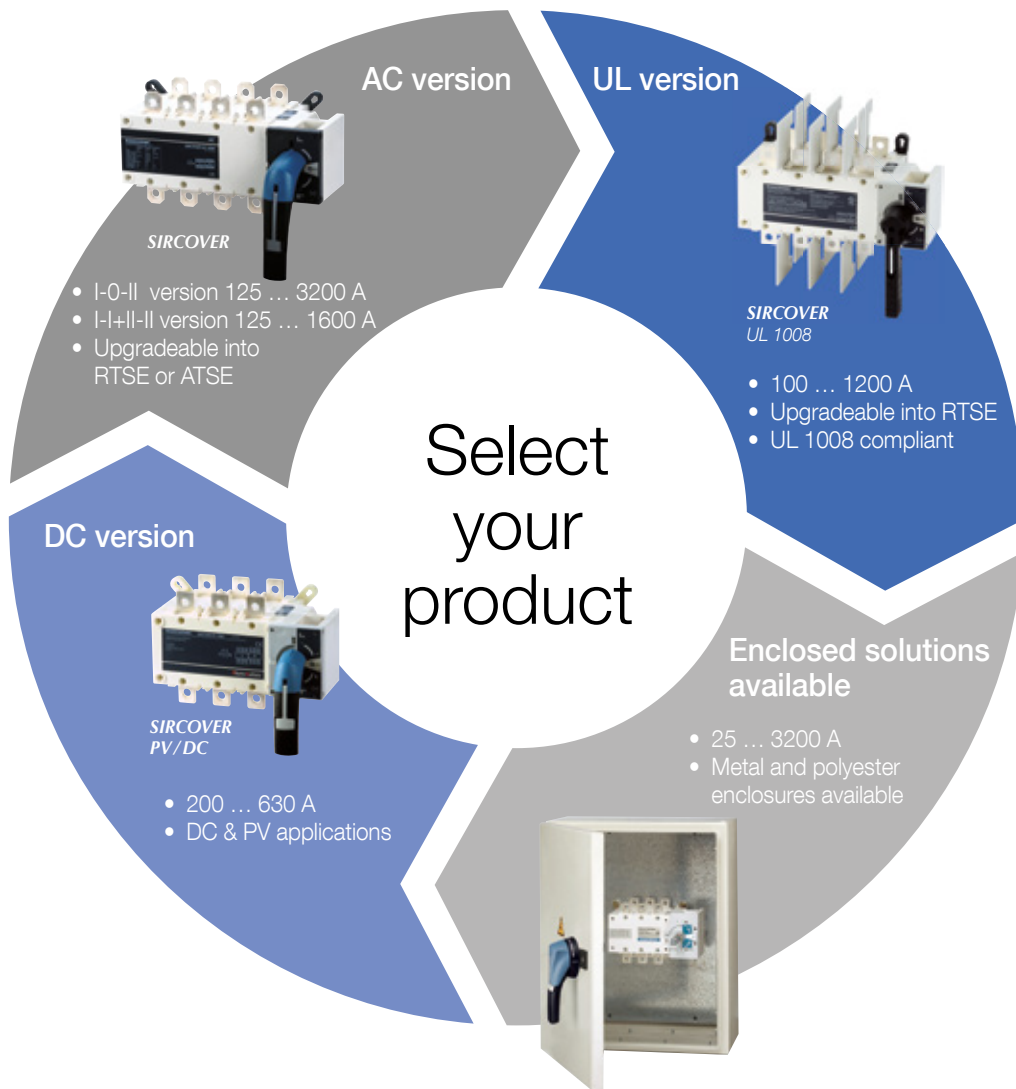 AC version
SIRCOVER
• I-0-II version 125 … 3200 A
• I-I+II-II version 125 … 1600 A
• Upgradeable into
RTSE or ATSE
UL version
SIRCOVER
UL 1008
• 100 … 1200 A
• Upgradeable into RTSE
• UL 1008 compliant
Select
your
product
DC version
SIRCOVER
PV/DC
• 200 … 630 A
• DC & PV applications
Enclosed solutions
available
• 25 … 3200 A
• Metal and polyester
enclosures available